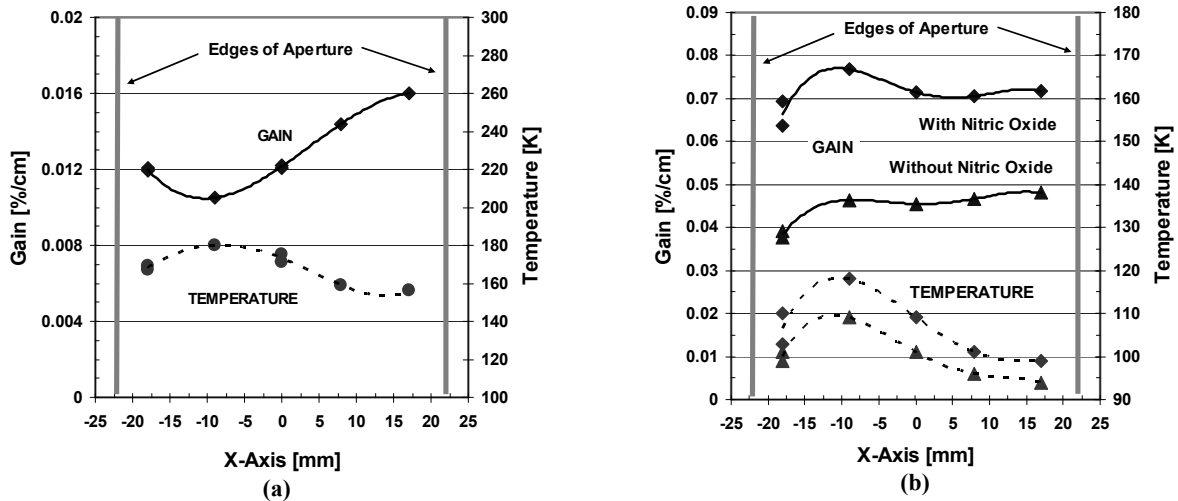 0.02
0.016
0.012
0.008
0.004
0
Gain [%/cm]
300
280
260
240
220
200
180
160
140
120
100
Temperature [K]
Edges of Aperture
GAIN
TEMPERATURE
-25 -20 -15 -10 -5 0 5 10 15 20 25
X-Axis [mm]
(a)
0.09
0.08
0.07
0.06
0.05
0.04
0.03
0.02
0.01
0
Gain [%/cm]
180
170
160
150
140
130
120
110
100
90
Temperature [K]
Edges of Aperture
With Nitric Oxide
GAIN
Without Nitric Oxide
TEMPERATURE
-25 -20 -15 -10 -5 0 5 10 15 20 25
X-Axis [mm]
(b)